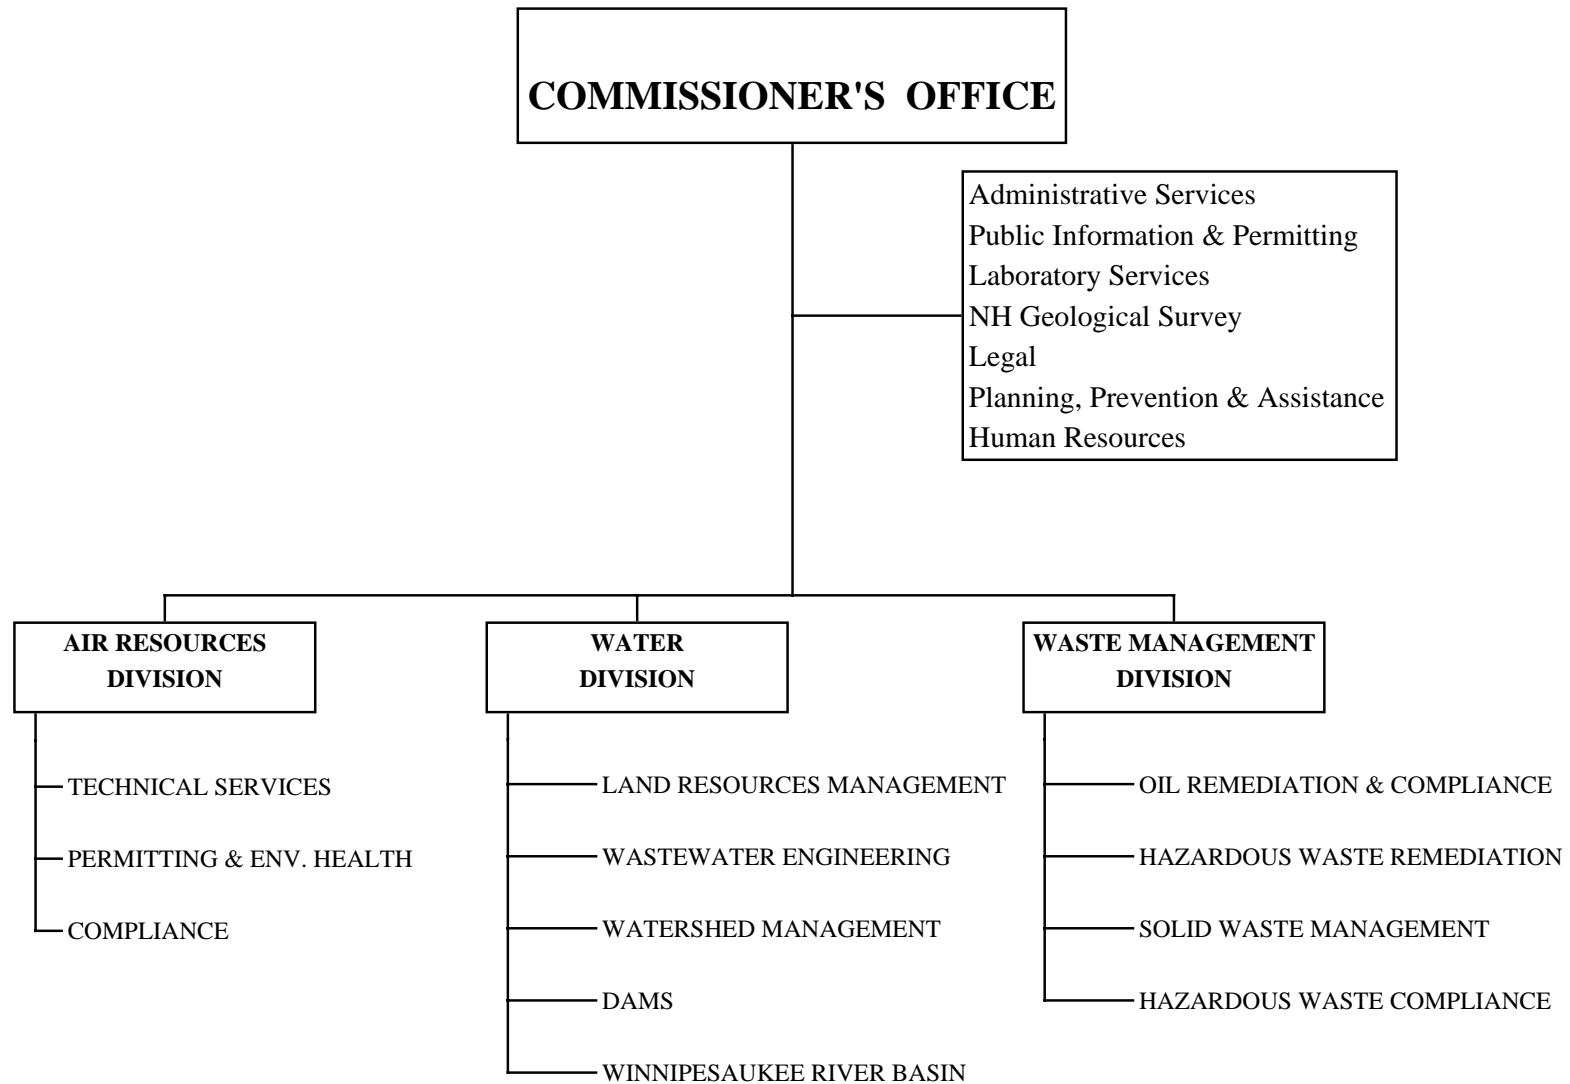 COMMISSIONER'S OFFICE
Administrative Services
Public Information & Permitting
Laboratory Services
NH Geological Survey
Legal
Planning, Prevention & Assistance
Human Resources
AIR RESOURCES
DIVISION
TECHNICAL SERVICES
PERMITTING & ENV. HEALTH
COMPLIANCE
WATER
DIVISION
LAND RESOURCES MANAGEMENT
WASTEWATER ENGINEERING
WATERSHED MANAGEMENT
DAMS
WINNIPESAUKEE RIVER BASIN
WASTE MANAGEMENT
DIVISION
OIL REMEDIATION & COMPLIANCE
HAZARDOUS WASTE REMEDIATION
SOLID WASTE MANAGEMENT
HAZARDOUS WASTE COMPLIANCE